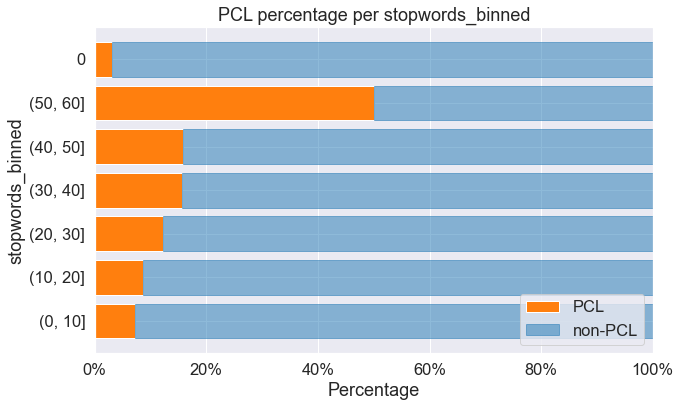 PCL percentage per stopwords_binned
stopwords_binned
0
(50, 60]
(40, 50]
(30, 40]
(20, 30]
(10, 20]
(0, 10]
PCL
non-PCL
0% 20% 40% 60% 80% 100%
Percentage